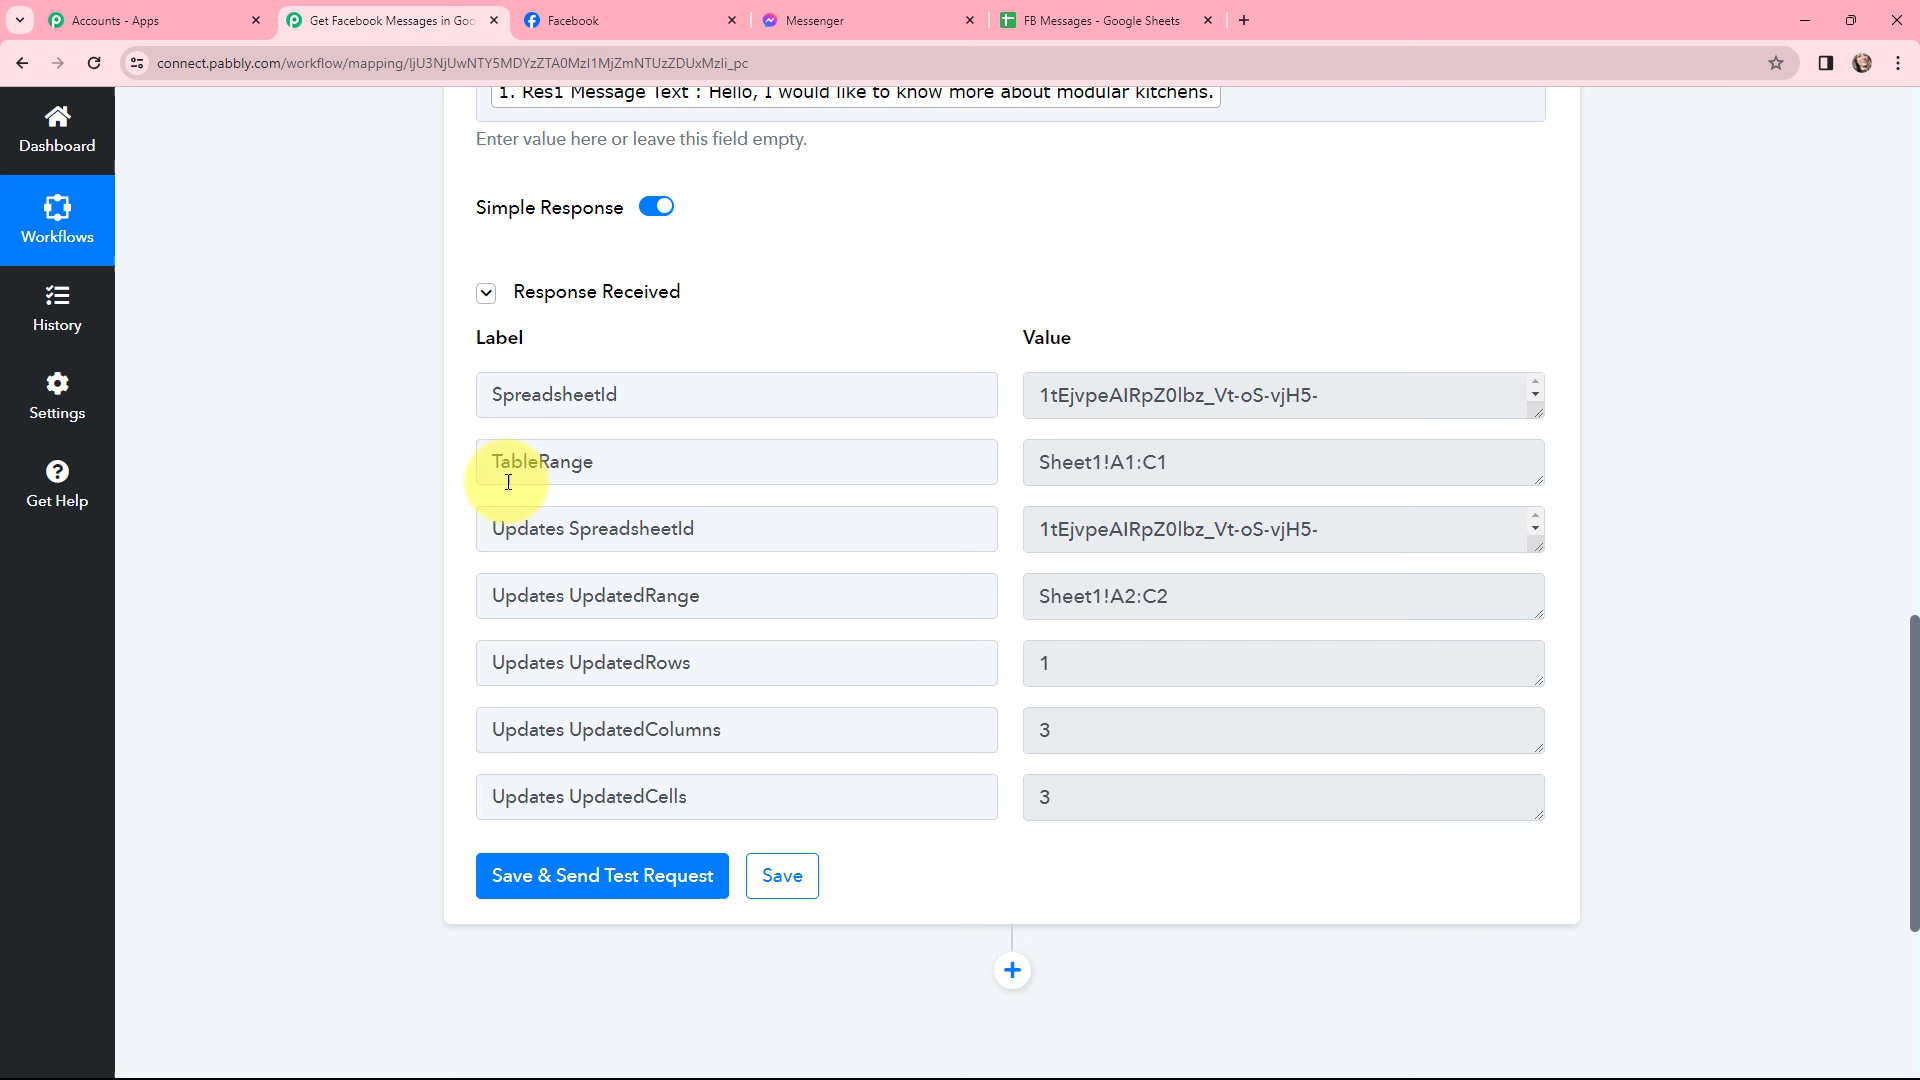 Accounts - Apps
Get Facebook Messages in Goo
Facebook
Messenger
FB Messages - Google Sheets
connect.pabbly.com/workflow/mapping/IjU3NjUwNTY5MDYzZTA0MzI1MjZmNTUzZDUxMzIi_pc
Dashboard
Workflows
History
Settings
Get Help
1. Res1 Message Text : Hello, I would like to know more about modular kitchens.
Enter value here or leave this field empty.
Simple Response
Response Received
Label Value
SpreadsheetId 1tEjvpeAIRpZ0lbz_Vt-oS-vjH5-
TableRange Sheet1!A1:C1
Updates SpreadsheetId 1tEjvpeAIRpZ0lbz_Vt-oS-vjH5-
Updates UpdatedRange Sheet1!A2:C2
Updates UpdatedRows 1
Updates UpdatedColumns 3
Updates UpdatedCells 3
Save & Send Test Request Save